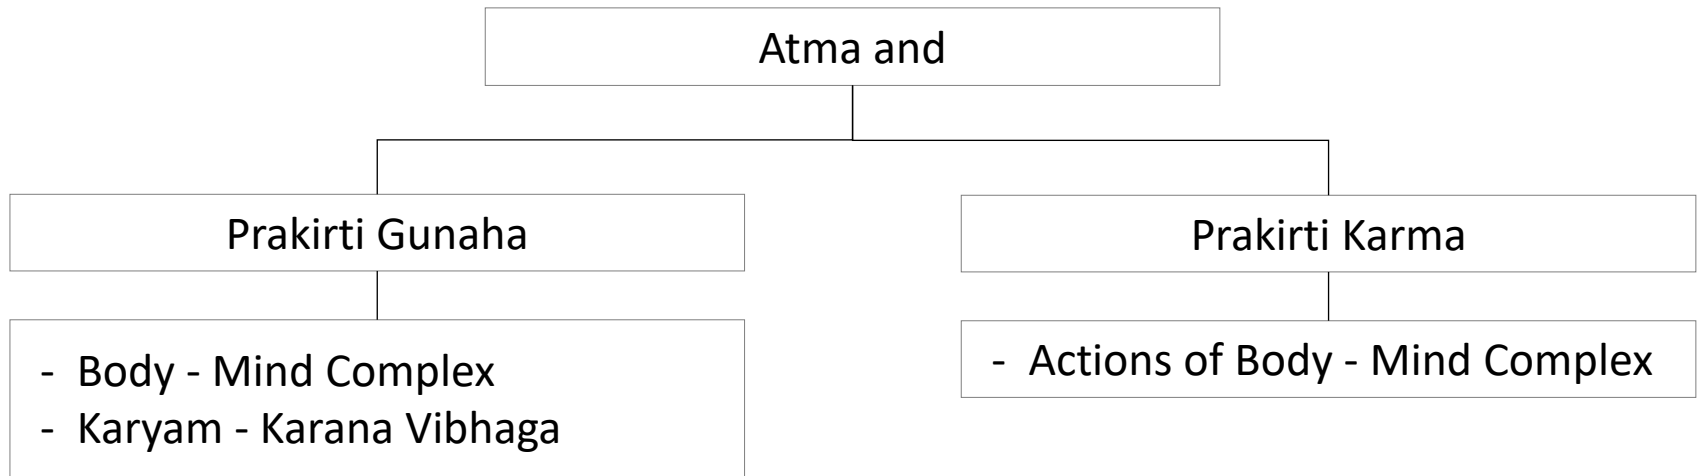 Atma and
Prakirti Gunaha
Prakirti Karma
- Body - Mind Complex
- Karyam - Karana Vibhaga
- Actions of Body - Mind Complex